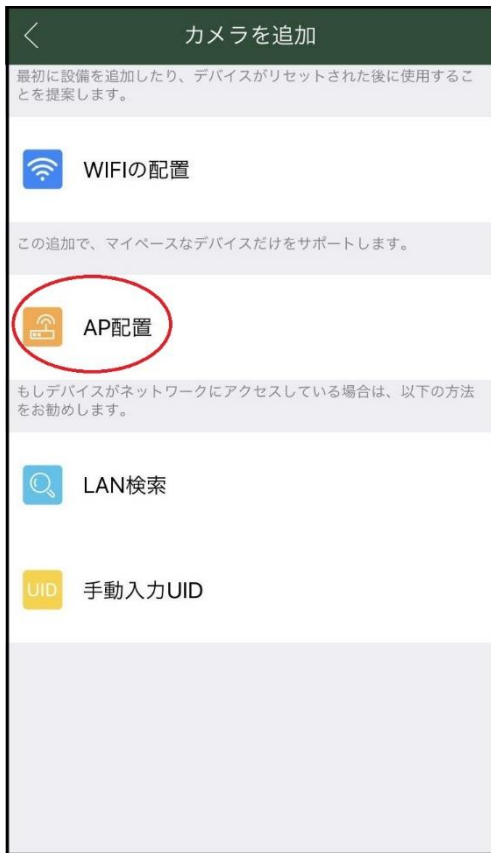 カメラを追加
最初に設備を追加したり、デバイスがリセットされた後に使用するこ
とを提案します。
WIFIの配置
この追加で、マイペースなデバイスだけをサポートします。
AP配置
もしデバイスがネットワークにアクセスしている場合は、以下の方法
をお勧めします。
LAN検索
UID 手動入力UID